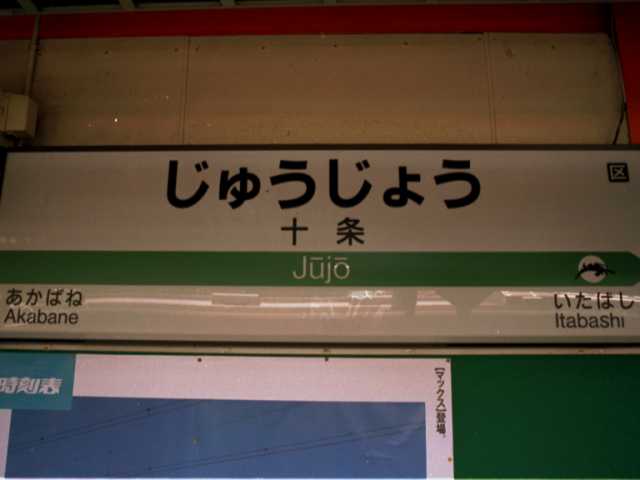 じゅうじょう
区
十条
Jūjō
あかばね
Akabane
いたばし
Itabashi
時刻表
【マックス】登場。